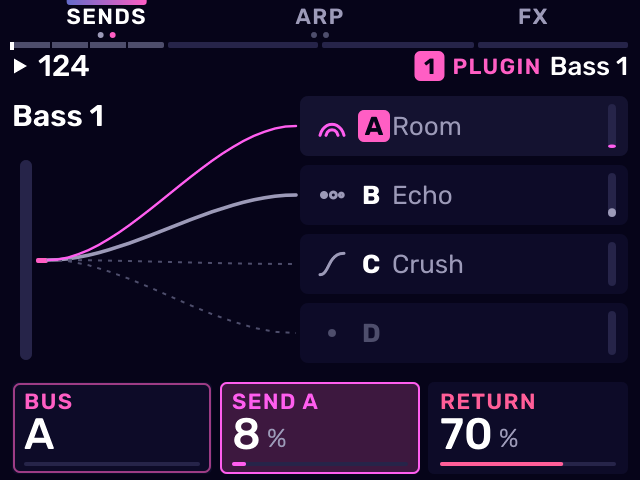 SENDS ARP FX
124 1 PLUGIN Bass 1
Bass 1
A Room
B Echo
C Crush
D
BUS SEND A RETURN
A 8 % 70 %